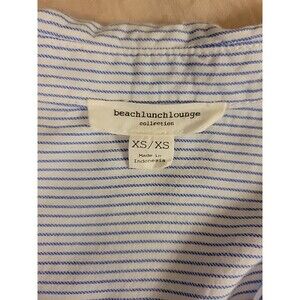 beachlunchlounge
collection
XS/XS
Made in
Indonesia